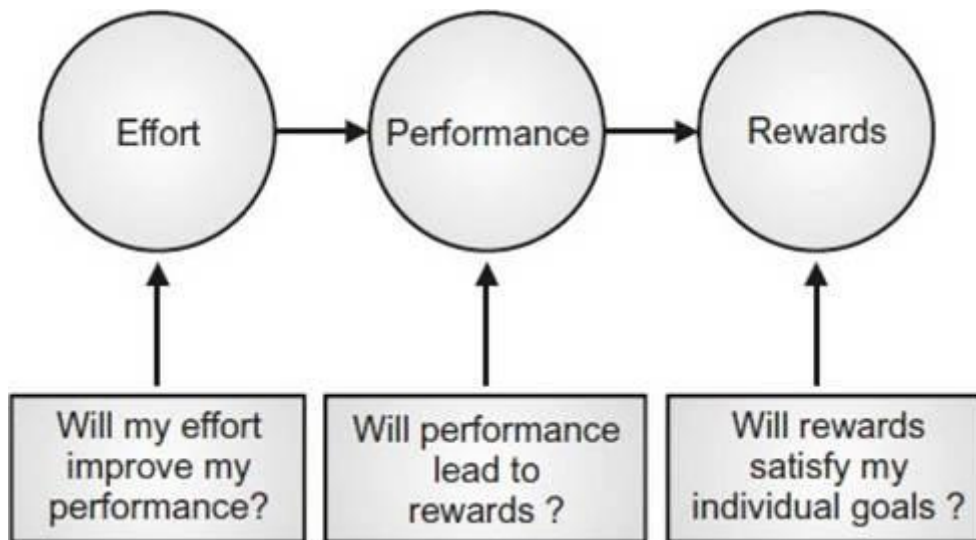 Effort
Performance
Rewards
Will my effort
improve my
performance?
Will performance
lead to
rewards ?
Will rewards
satisfy my
individual goals ?